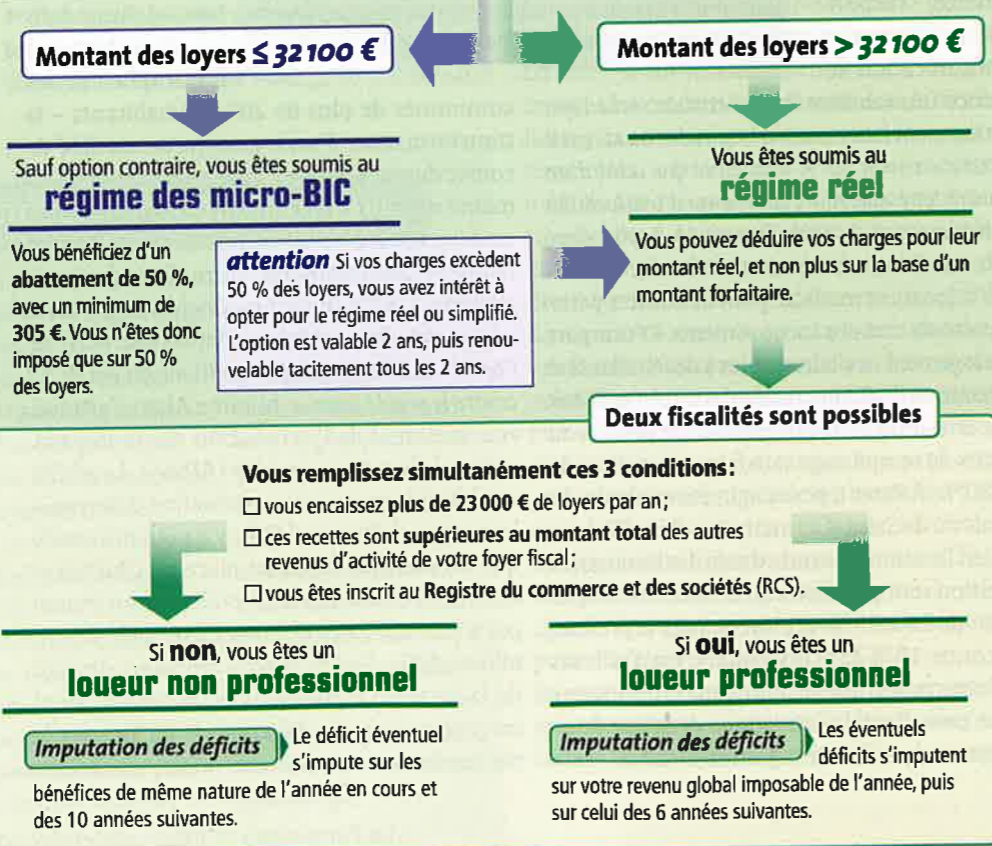 Montant des loyers ≤ 32 100 €
Montant des loyers > 32 100 €
Sauf option contraire, vous êtes soumis au
régime des micro-BIC
Vous bénéficiez d'un
abattement de 50 %,
avec un minimum de
305 €. Vous n'êtes donc
imposé que sur 50 %
des loyers.
attention Si vos charges excèdent
50 % des loyers, vous avez intérêt à
opter pour le régime réel ou simplifié.
L'option est valable 2 ans, puis renou-
velable tacitement tous les 2 ans.
Vous êtes soumis au
régime réel
Vous pouvez déduire vos charges pour leur
montant réel, et non plus sur la base d'un
montant forfaitaire.
Deux fiscalités sont possibles
Vous remplissez simultanément ces 3 conditions:
☐ vous encaissez plus de 23 000 € de loyers par an;
☐ ces recettes sont supérieures au montant total des autres
revenus d'activité de votre foyer fiscal;
☐ vous êtes inscrit au Registre du commerce et des sociétés (RCS).
Si non, vous êtes un
loueur non professionnel
Imputation des déficits Le déficit éventuel
s'impute sur les
bénéfices de même nature de l'année en cours et
des 10 années suivantes.
Si oui, vous êtes un
loueur professionnel
Imputation des déficits Les éventuels
déficits s'imputent
sur votre revenu global imposable de l'année, puis
sur celui des 6 années suivantes.